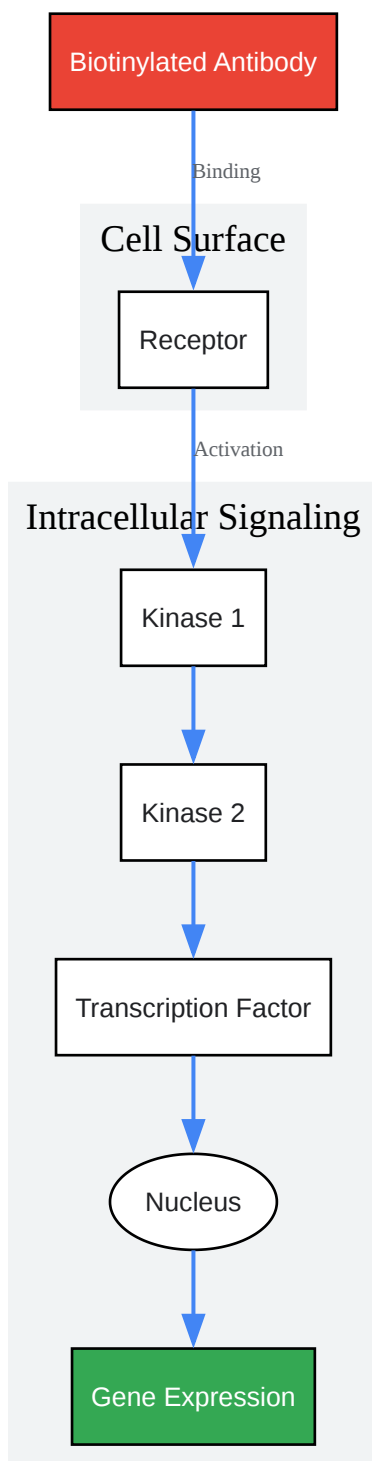 Biotinylated Antibody
Binding
Cell Surface
Receptor
Activation
Intracellular Signaling
Kinase 1
Kinase 2
Transcription Factor
Nucleus
Gene Expression